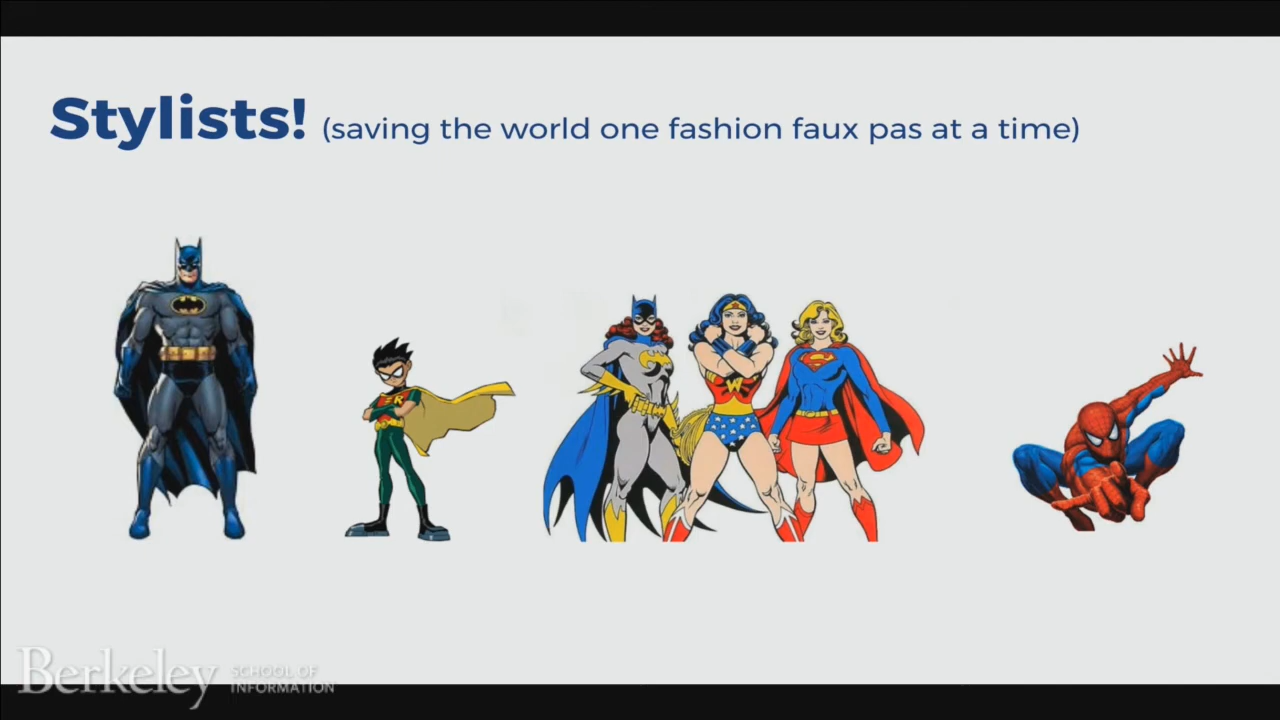 Stylists! (saving the world one fashion faux pas at a time)
Berkeley
SCHOOL OF
INFORMATION